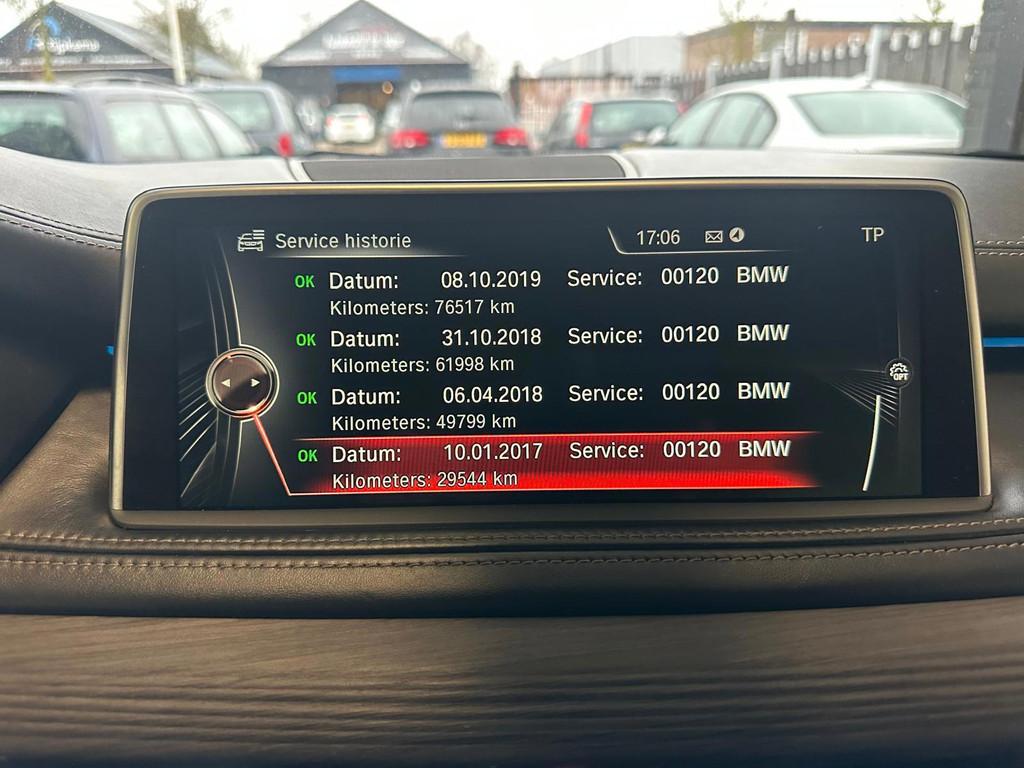 Service historie 17:06 TP
OK Datum: 08.10.2019 Service: 00120 BMW
Kilometers: 76517 km
OK Datum: 31.10.2018 Service: 00120 BMW
Kilometers: 61998 km
OK Datum: 06.04.2018 Service: 00120 BMW
Kilometers: 49799 km
OPT
OK Datum: 10.01.2017 Service: 00120 BMW
Kilometers: 29544 km